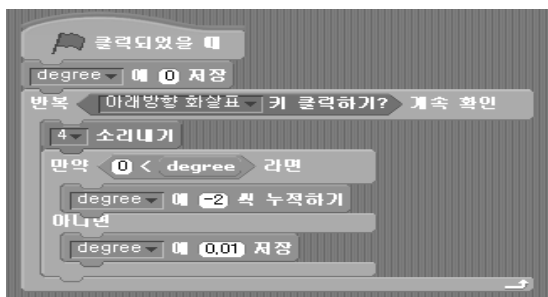 클릭되었을 때
degree 에 0 저장
반복 아래방향 화살표 키 클릭하기? 계속 확인
4 소리내기
만약 0 < degree 라면
degree 에 -2 씩 누적하기
아니면
degree 에 0.01 저장